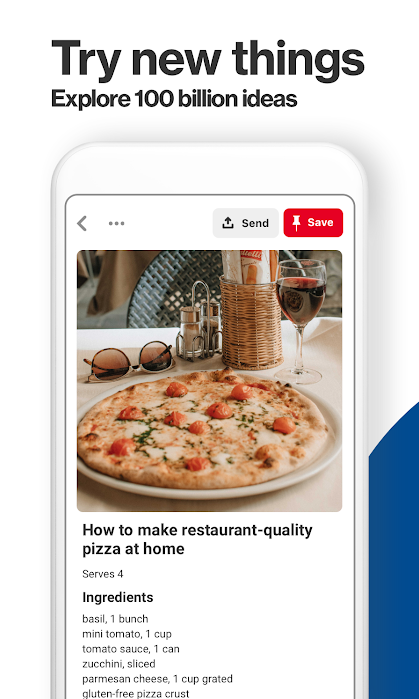 Try new things
Explore 100 billion ideas
Send
Save
How to make restaurant-quality
pizza at home
Serves 4
Ingredients
basil, 1 bunch
mini tomato, 1 cup
tomato sauce, 1 can
zucchini, sliced
parmesan cheese, 1 cup grated
gluten-free pizza crust